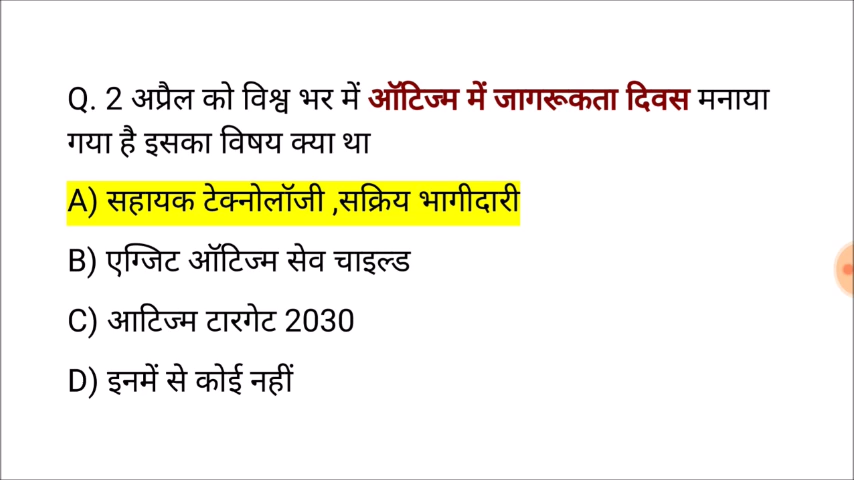 Q. 2 अप्रैल को विश्व भर में ऑटिज्म में जागरूकता दिवस मनाया
गया है इसका विषय क्या था
A) सहायक टेक्नोलॉजी ,सक्रिय भागीदारी
B) एग्जिट ऑटिज्म सेव चाइल्ड
C) आटिज्म टारगेट 2030
D) इनमें से कोई नहीं